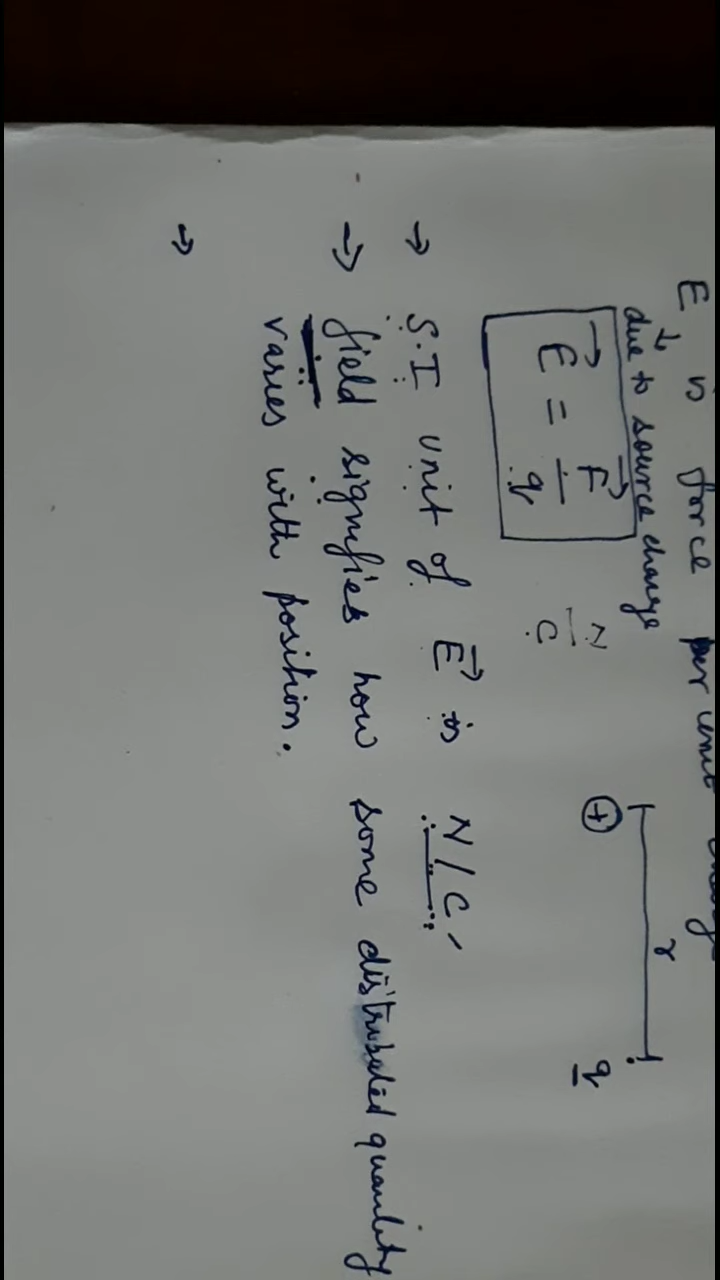 E is force per unit
due to source charge
E = F/q
N/C
+ r q
→ S.I unit of E is N/C
→ field signifies how some distributed quantity
varies with position.
→